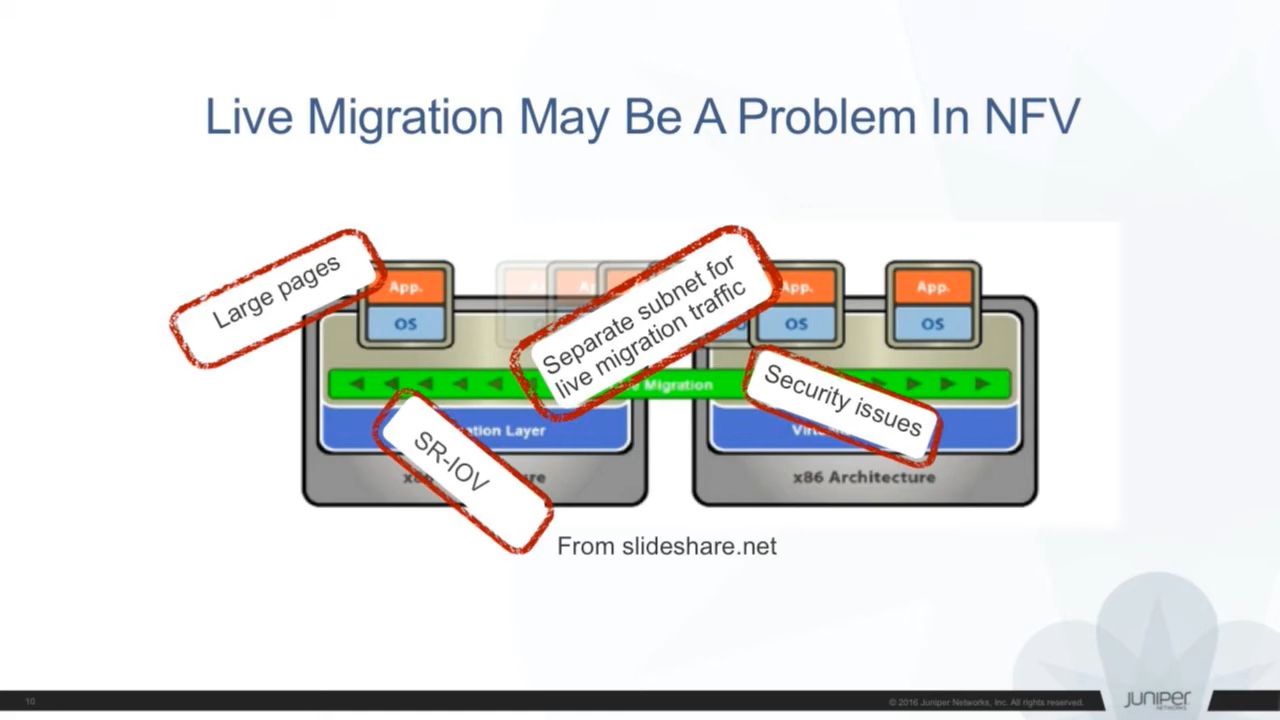 Live Migration May Be A Problem In NFV
Large pages
Separate subnet for
live migration traffic
Security issues
SR-IOV
App.
OS
App.
OS
App.
OS
Migration
Layer
x86 Architecture
From slideshare.net
10
© 2016 Juniper Networks, Inc. All rights reserved.
JUNIPER
NETWORKS